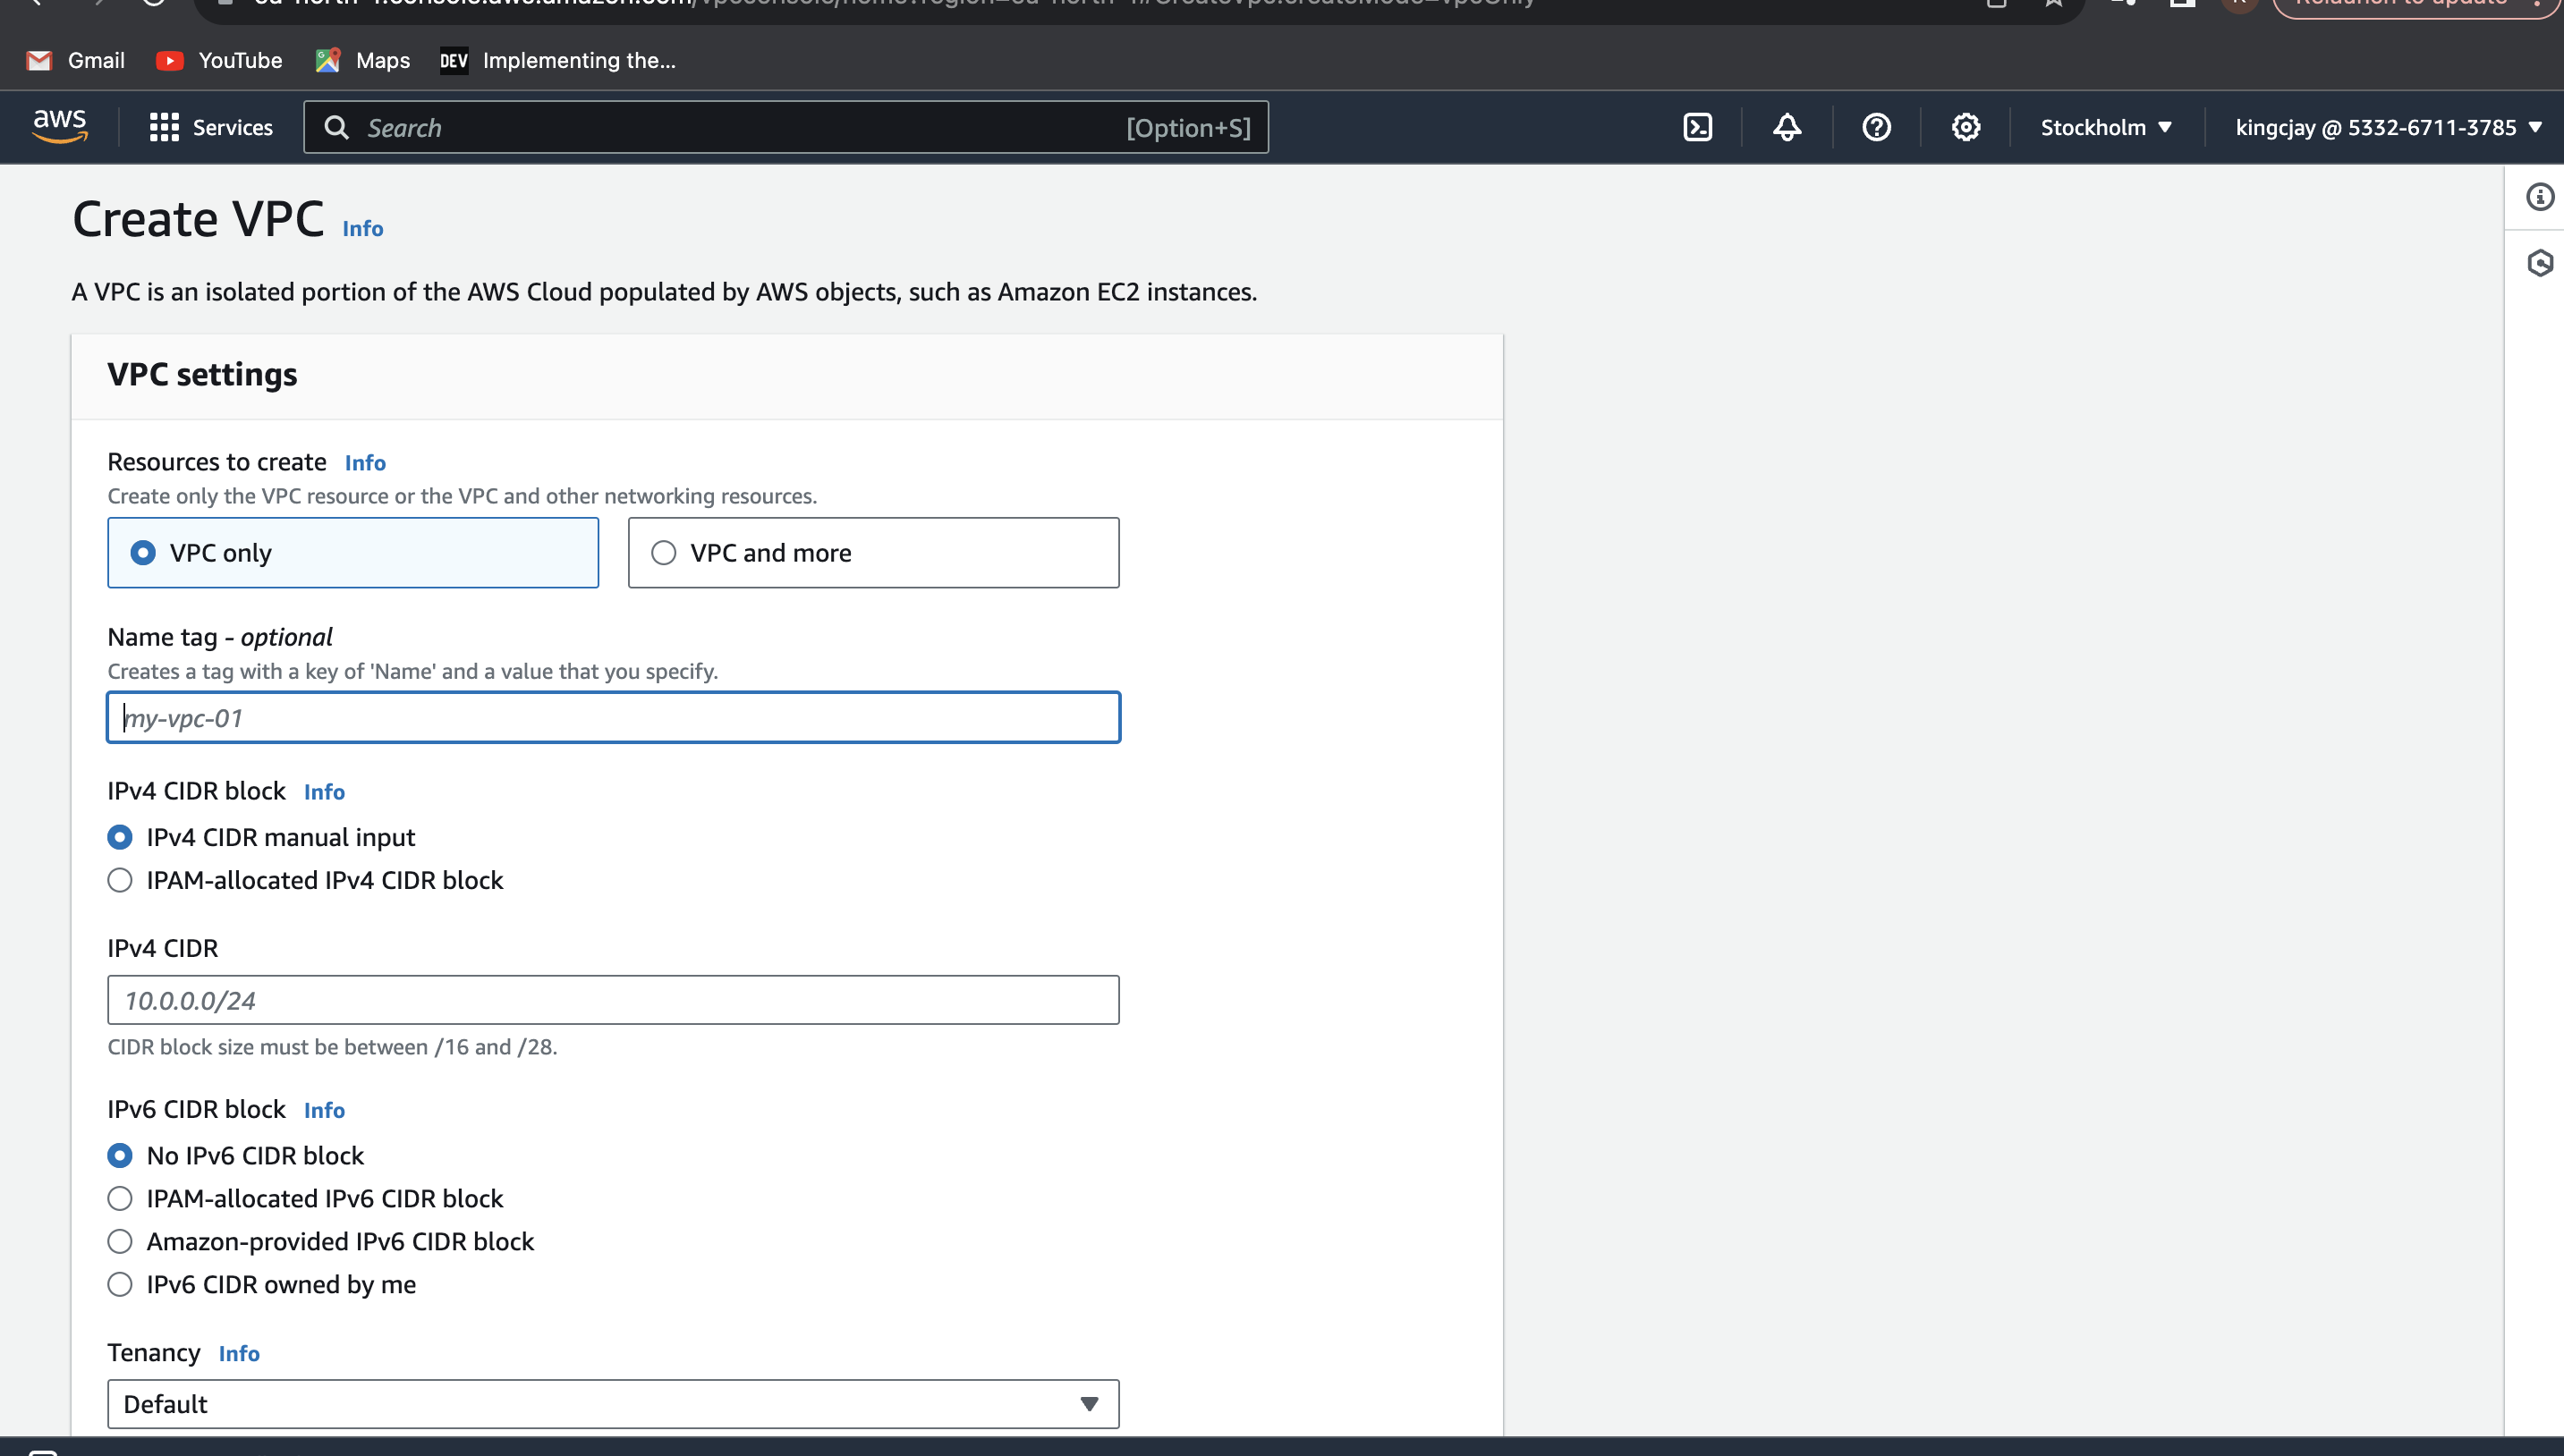 Gmail
YouTube
Maps
DEV Implementing the...
aws
Services
Search
[Option+S]
Stockholm
kingcjay @ 5332-6711-3785
Create VPC Info
A VPC is an isolated portion of the AWS Cloud populated by AWS objects, such as Amazon EC2 instances.
VPC settings
Resources to create Info
Create only the VPC resource or the VPC and other networking resources.
VPC only
VPC and more
Name tag - optional
Creates a tag with a key of 'Name' and a value that you specify.
my-vpc-01
IPv4 CIDR block Info
IPv4 CIDR manual input
IPAM-allocated IPv4 CIDR block
IPv4 CIDR
10.0.0.0/24
CIDR block size must be between /16 and /28.
IPv6 CIDR block Info
No IPv6 CIDR block
IPAM-allocated IPv6 CIDR block
Amazon-provided IPv6 CIDR block
IPv6 CIDR owned by me
Tenancy Info
Default